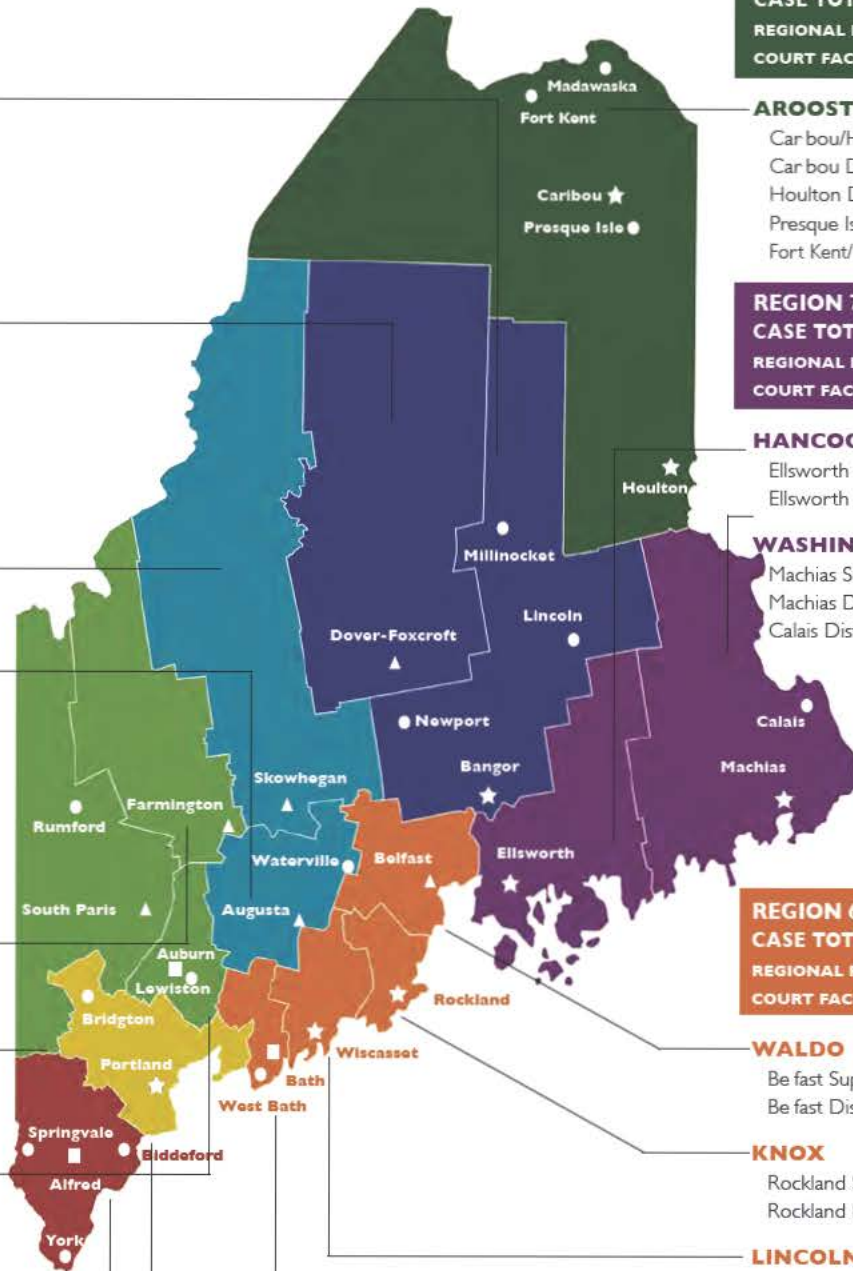 CASE TOT
REGIONAL
COURT FAC
Madawaska
Fort Kent
AROOST
Car bou/H
Car bou D
Caribou
Houlton D
Presque Isle
Presque Is
Fort Kent/
REGION 7
CASE TOT
REGIONAL
COURT FAC
HANCOC
Ellsworth
Ellsworth
Houlton
Millinocket
WASHIN
Machias S
Machias D
Calais Dis
Lincoln
Dover-Foxcroft
Newport
Calais
Bangor
Machias
Skowhegan
Farmington
Rumford
Waterville
Belfast
Ellsworth
South Paris
Augusta
REGION 6
CASE TOT
REGIONAL
COURT FAC
Auburn
Lewiston
Rockland
Bridgton
Wiscasset
WALDO
Portland
Bath
Be fast Sup
Be fast Dis
West Bath
Springvale
Biddeford
KNOX
Alfred
Rockland
Rockland
York
LINCOLN